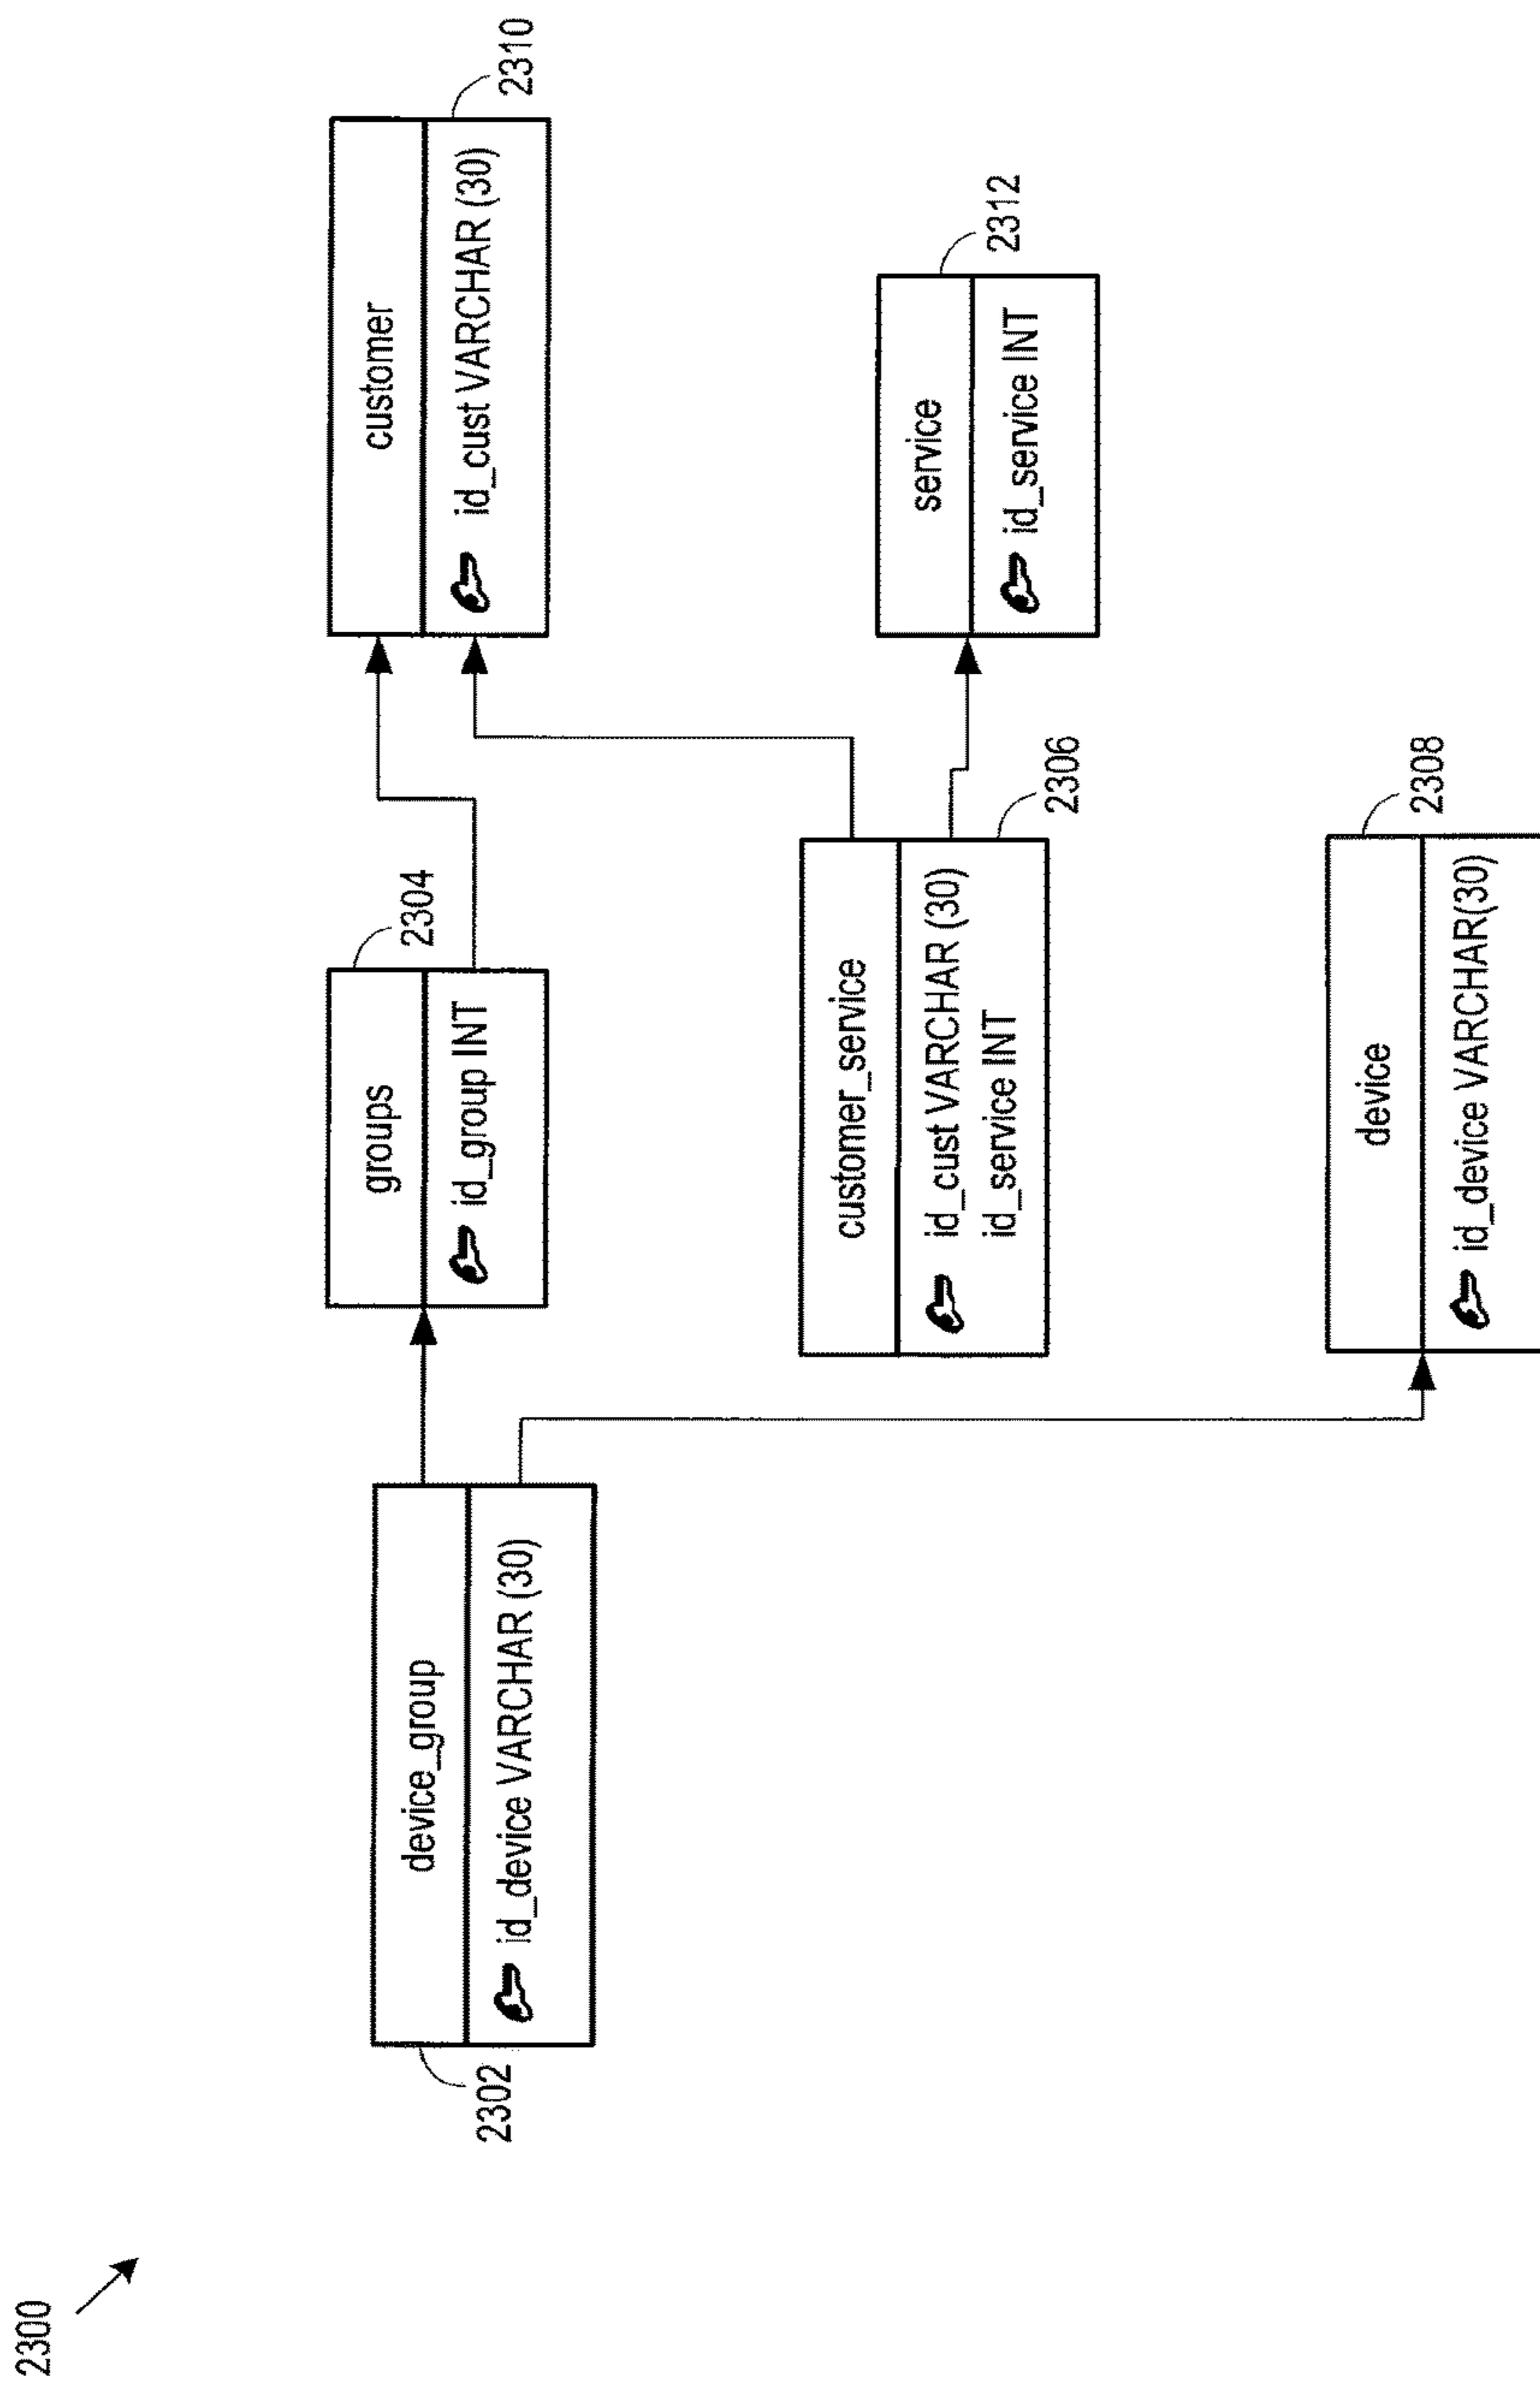 2300
device_group
id_device VARCHAR (30)
2302
groups
id_group INT
2304
customer
id_cust VARCHAR (30)
2310
customer_service
id_cust VARCHAR (30)
id_service INT
2306
service
id_service INT
2312
device
id_device VARCHAR(30)
2308